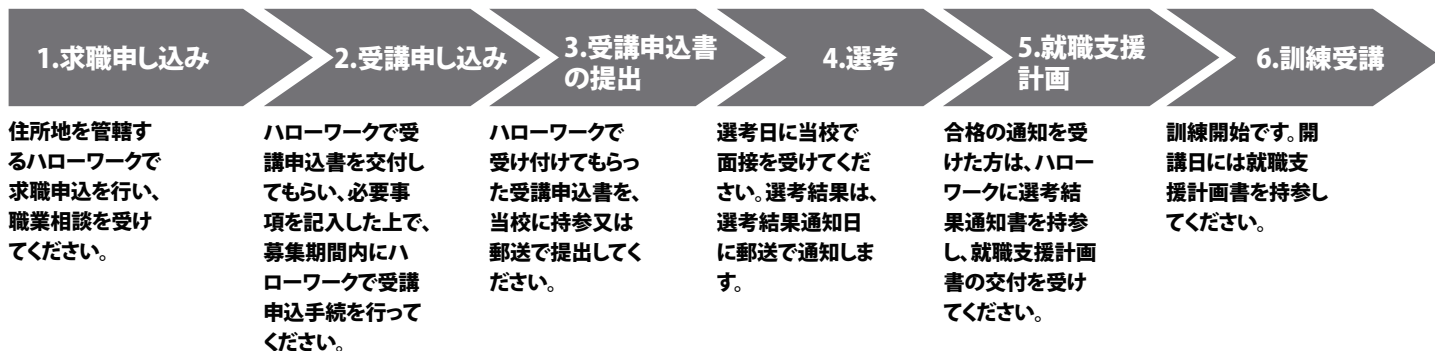 1.求職申し込み
2.受講申し込み
3.受講申込書
の提出
4.選考
5.就職支援
計画
6.訓練受講
住所地を管轄す
るハローワークで
求職申込を行い、
職業相談を受け
てください。
ハローワークで受
講申込書を交付し
てもらい、必要事
項を記入した上で、
募集期間内にハ
ローワークで受講
申込手続を行って
ください。
ハローワークで
受け付けてもらっ
た受講申込書を、
当校に持参又は
郵送で提出してく
ださい。
選考日に当校で
面接を受けてくだ
さい。選考結果は、
選考結果通知日
に郵送で通知しま
す。
合格の通知を受
けた方は、ハロー
ワークに選考結
果通知書を持参
し、就職支援計画
書の交付を受け
てください。
訓練開始です。開
講日には就職支
援計画書を持参し
てください。